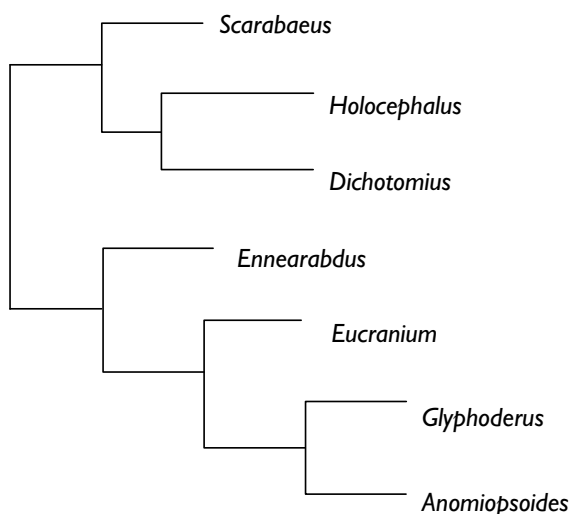 Scarabaeus
Holocephalus
Dichotomius
Ennearabdus
Eucranium
Glyphoderus
Anomiopsoides